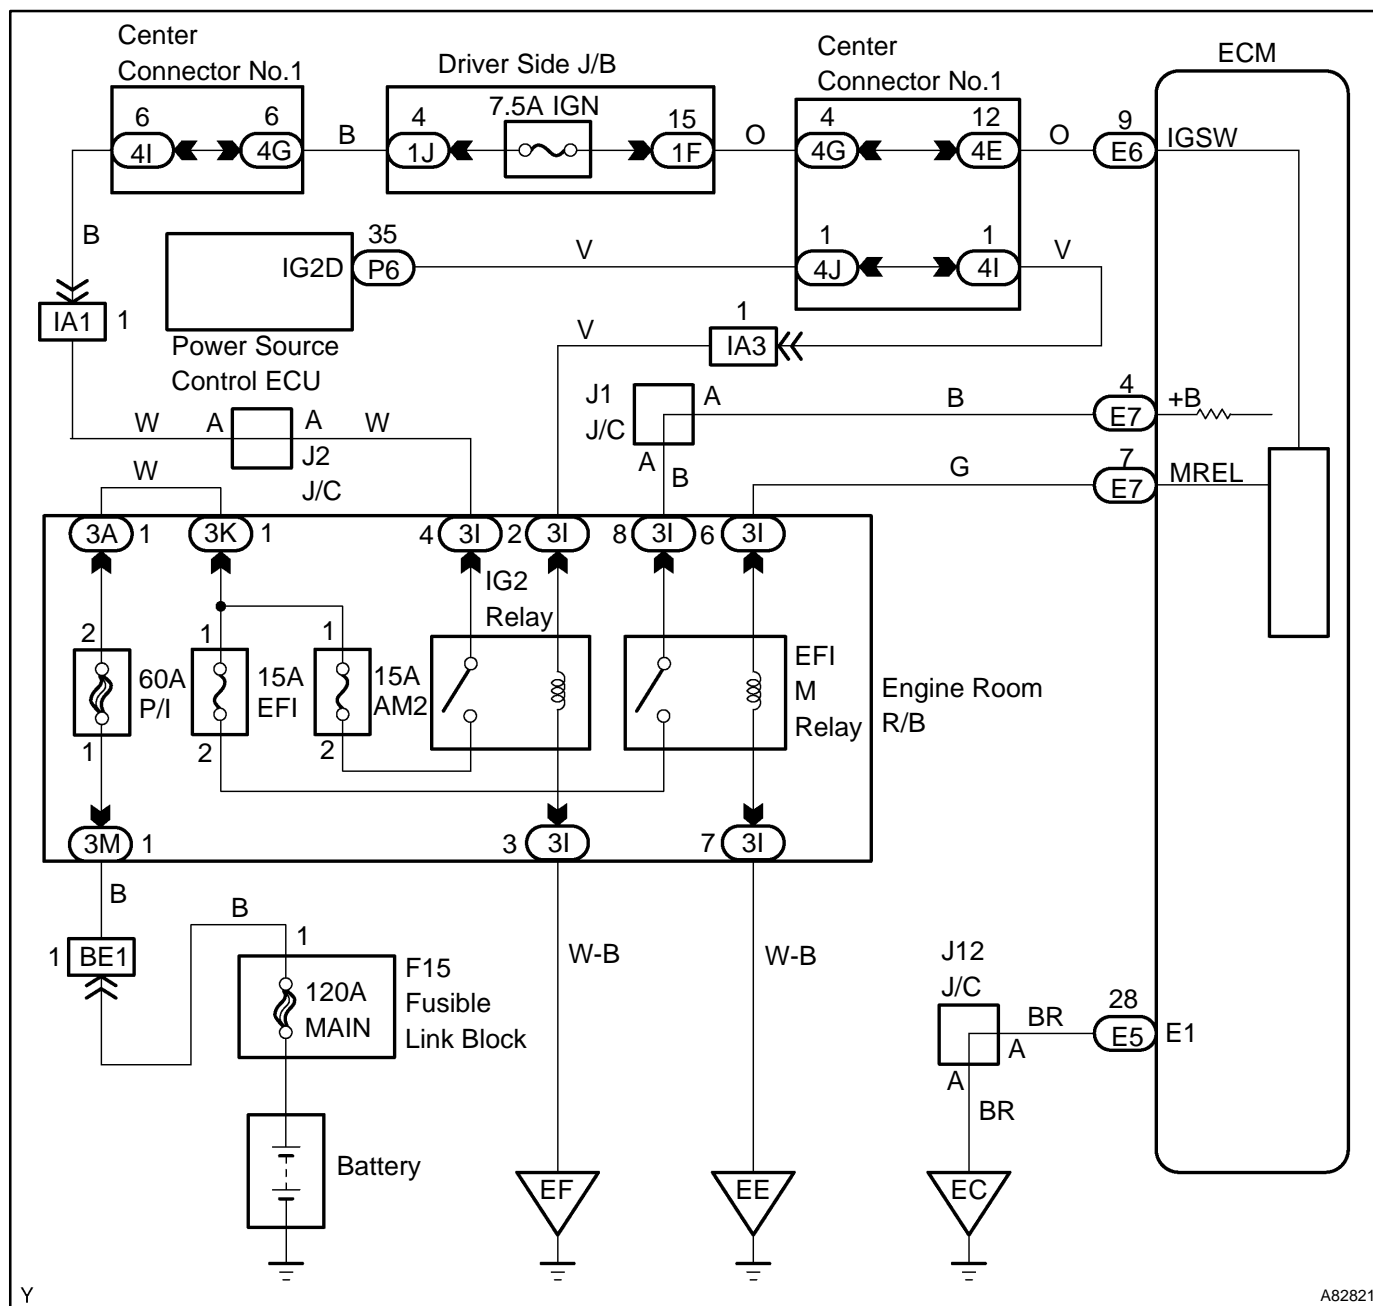 Center
Connector No.1
Driver Side J/B
Center
Connector No.1
ECM
6
6
4
7.5A IGN
15
4
12
9
4I
4G
B
1J
1F
O
4G
4E
O
E6
IGSW
B
35
1
1
IG2D
P6
V
4J
4I
V
IA1
1
1
V
IA3
Power Source
Control ECU
J1
J/C
A
B
4
E7
+B
W
A
A
W
J2
J/C
A
B
W
G
7
E7
MREL
3A
1
3K
1
4
3I
2
3I
8
3I
6
3I
IG2
Relay
2
1
1
60A
P/I
15A
EFI
15A
AM2
EFI
M
Relay
Engine Room
R/B
1
2
2
3M
1
3
3I
7
3I
B
B
1
BE1
1
120A
MAIN
F15
Fusible
Link Block
W-B
W-B
J12
J/C
BR
A
28
E5
E1
A
BR
Battery
EF
EE
EC
Y
A82821